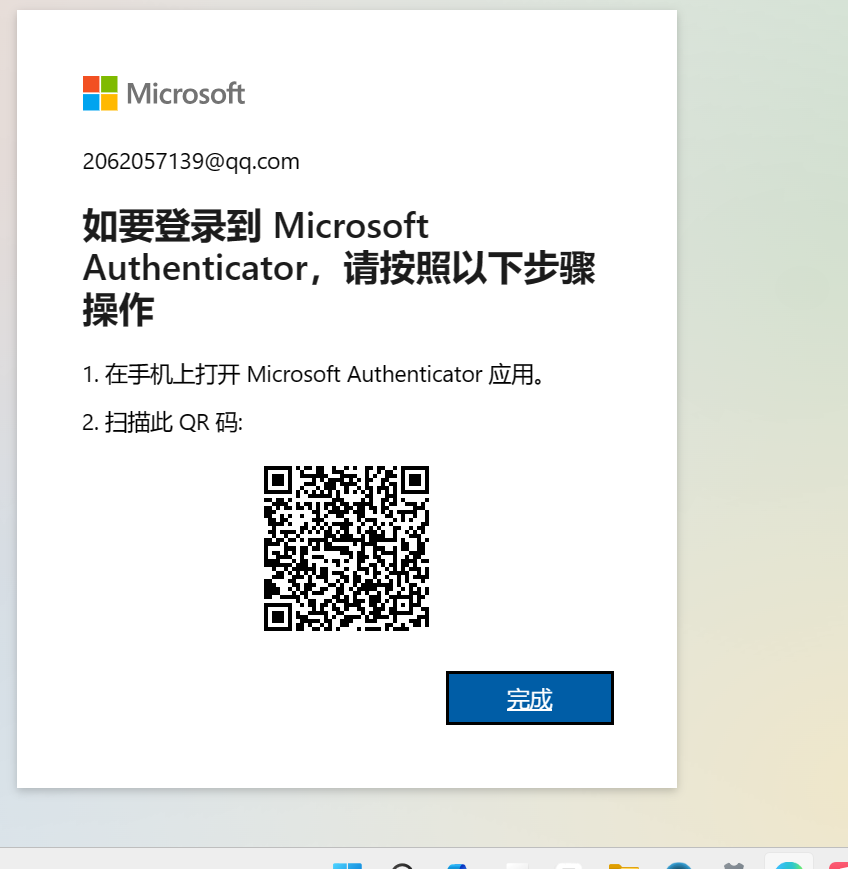 Microsoft
2062057139@qq.com
如要登录到 Microsoft
Authenticator，请按照以下步骤
操作
1. 在手机上打开 Microsoft Authenticator 应用。
2. 扫描此 QR 码:
完成